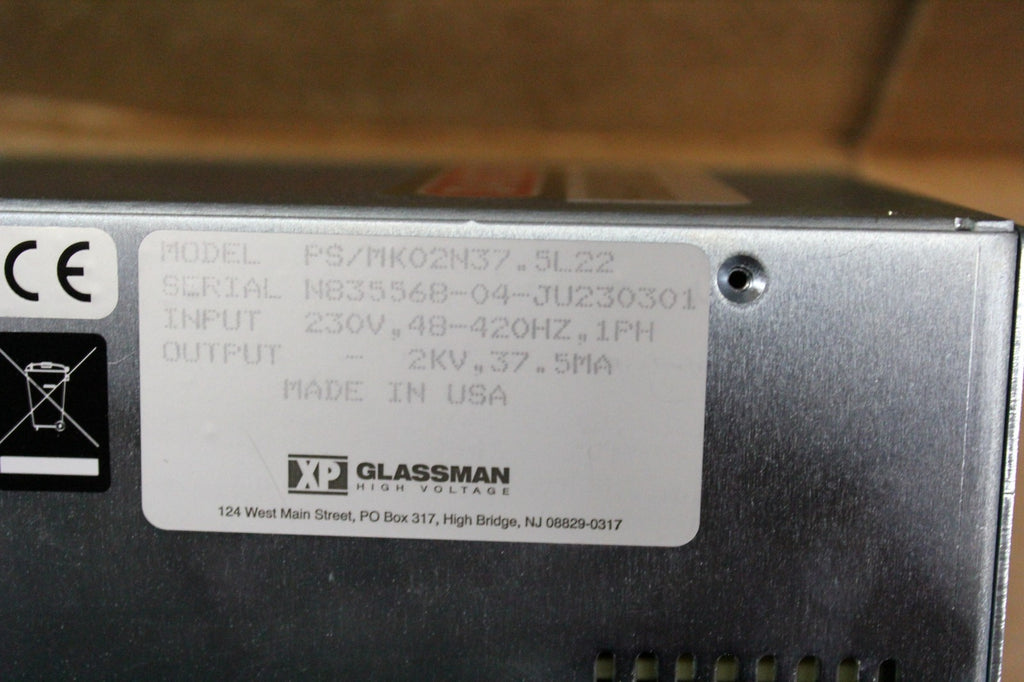 CE
MODEL PS/MK02N37.5L22
SERIAL N835568-04-JU230301
INPUT 230V,48-420HZ,1PH
OUTPUT - 2KV,37.5MA
MADE IN USA
XP GLASSMAN
HIGH VOLTAGE
124 West Main Street, PO Box 317, High Bridge, NJ 08829-0317